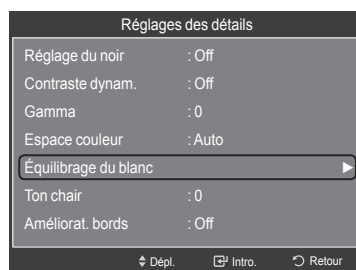 Réglages des détails
Réglage du noir : Off
Contraste dynam. : Off
Gamma : 0
Espace couleur : Auto
Équilibrage du blanc
Ton chair : 0
Améliorat. bords : Off
Dépl. Intro. Retour